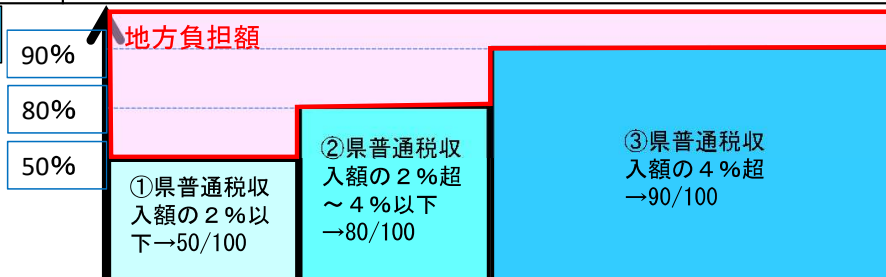 地方負担額
90%
80%
50%
①県普通税収
入額の２%以
下→50/100
②県普通税収
入額の２%超
～４%以下
→80/100
③県普通税収
入額の４%超
→90/100